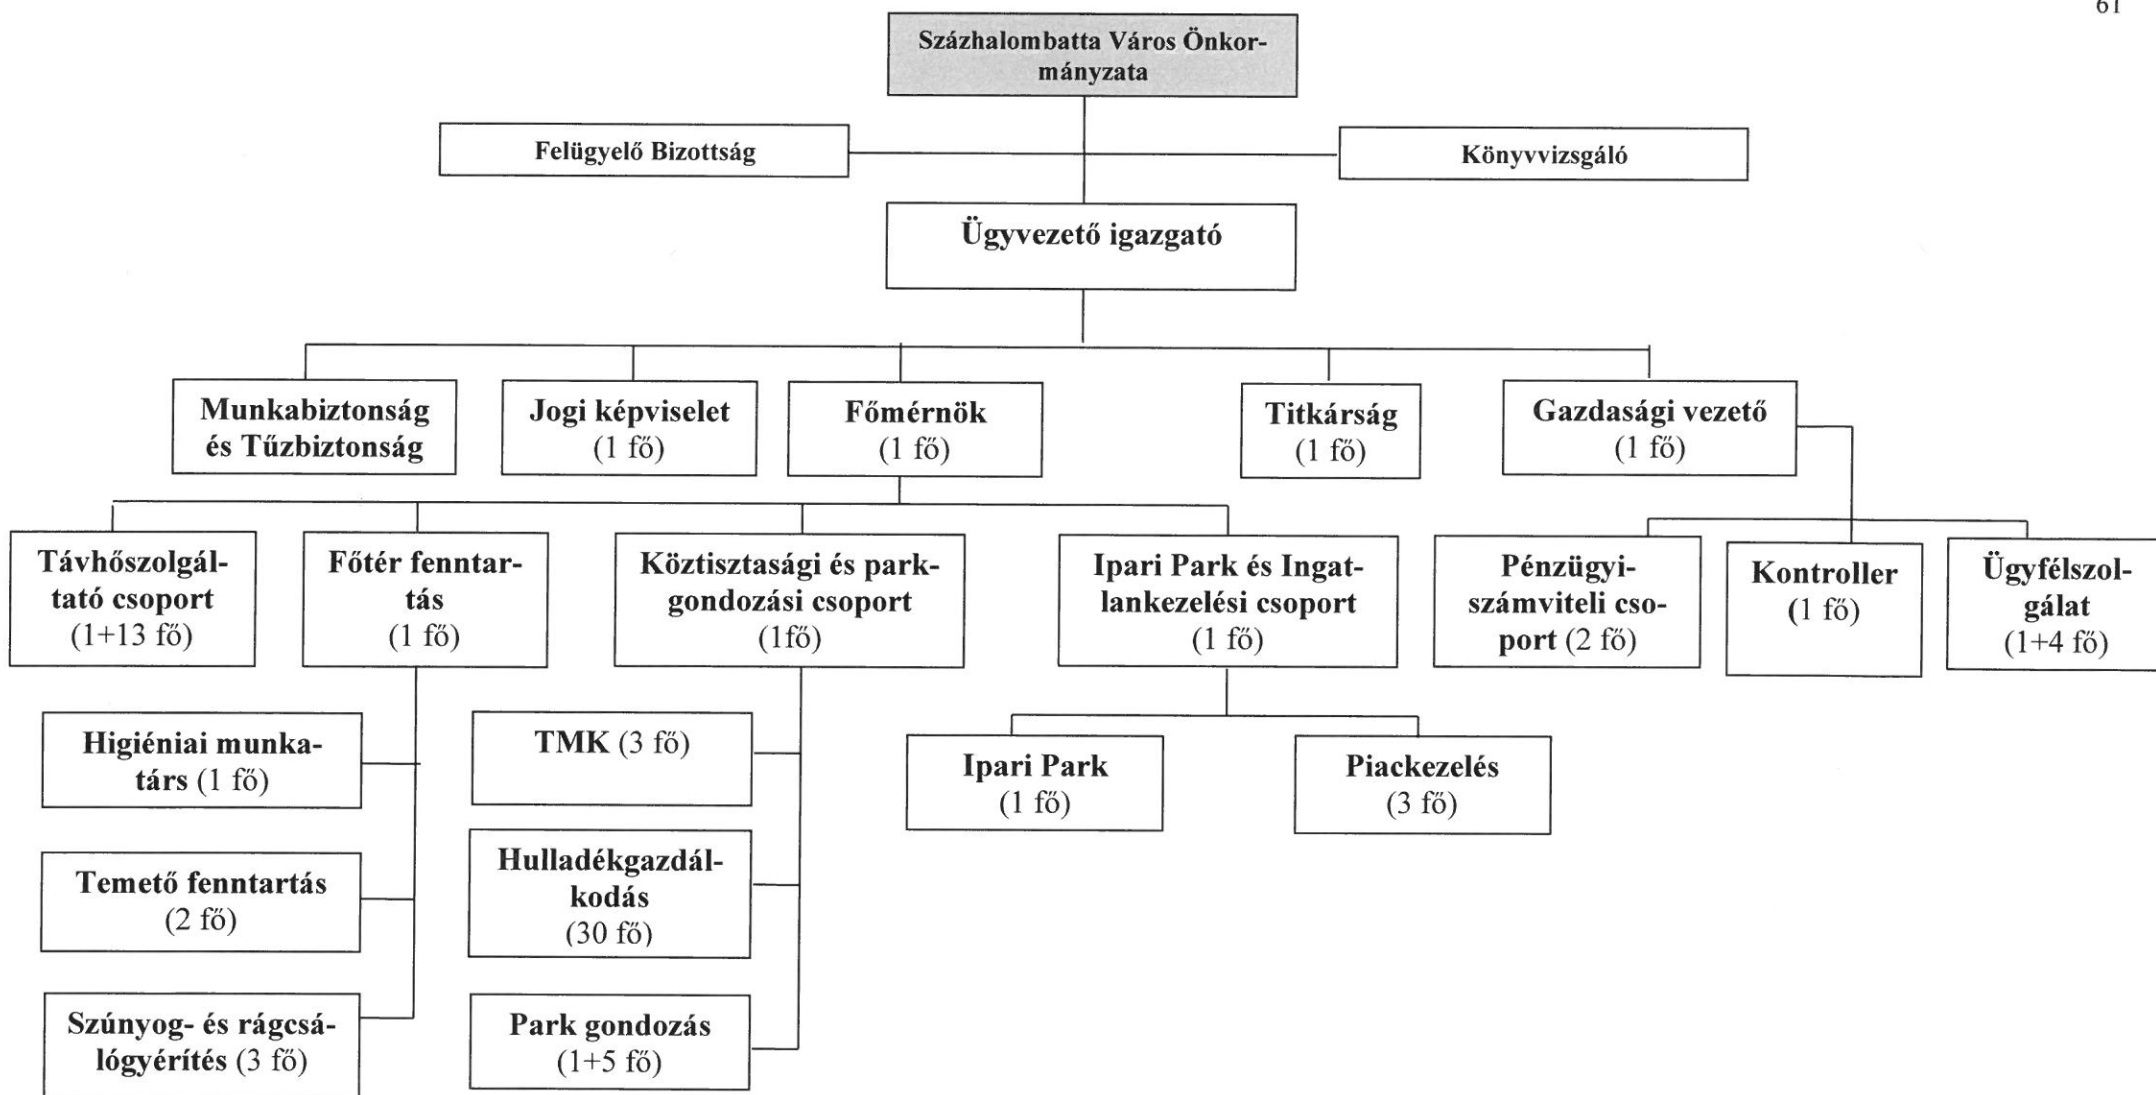 61
Százhalombatta Város Önkor-
mányzata
Felügyelő Bizottság
Könyvvizsgáló
Ügyvezető igazgató
Munkabiztonság
és Tűzbiztonság
Jogi képviselet
(1 fő)
Főmérnök
(1 fő)
Titkárság
(1 fő)
Gazdasági vezető
(1 fő)
Távhőszolgál-
tató csoport
(1+13 fő)
Főtér fenntar-
tás
(1 fő)
Köztisztasági és park-
gondozási csoport
(1fő)
Ipari Park és Ingat-
lankezelési csoport
(1 fő)
Pénzügyi-
számviteli cso-
port (2 fő)
Kontroller
(1 fő)
Ügyfélszol-
gálat
(1+4 fő)
Higiéniai munka-
társ (1 fő)
TMK (3 fő)
Ipari Park
(1 fő)
Piackezelés
(3 fő)
Temető fenntartás
(2 fő)
Hulladékgazdál-
kodás
(30 fő)
Szúnyog- és rágcsá-
lógyérítés (3 fő)
Park gondozás
(1+5 fő)